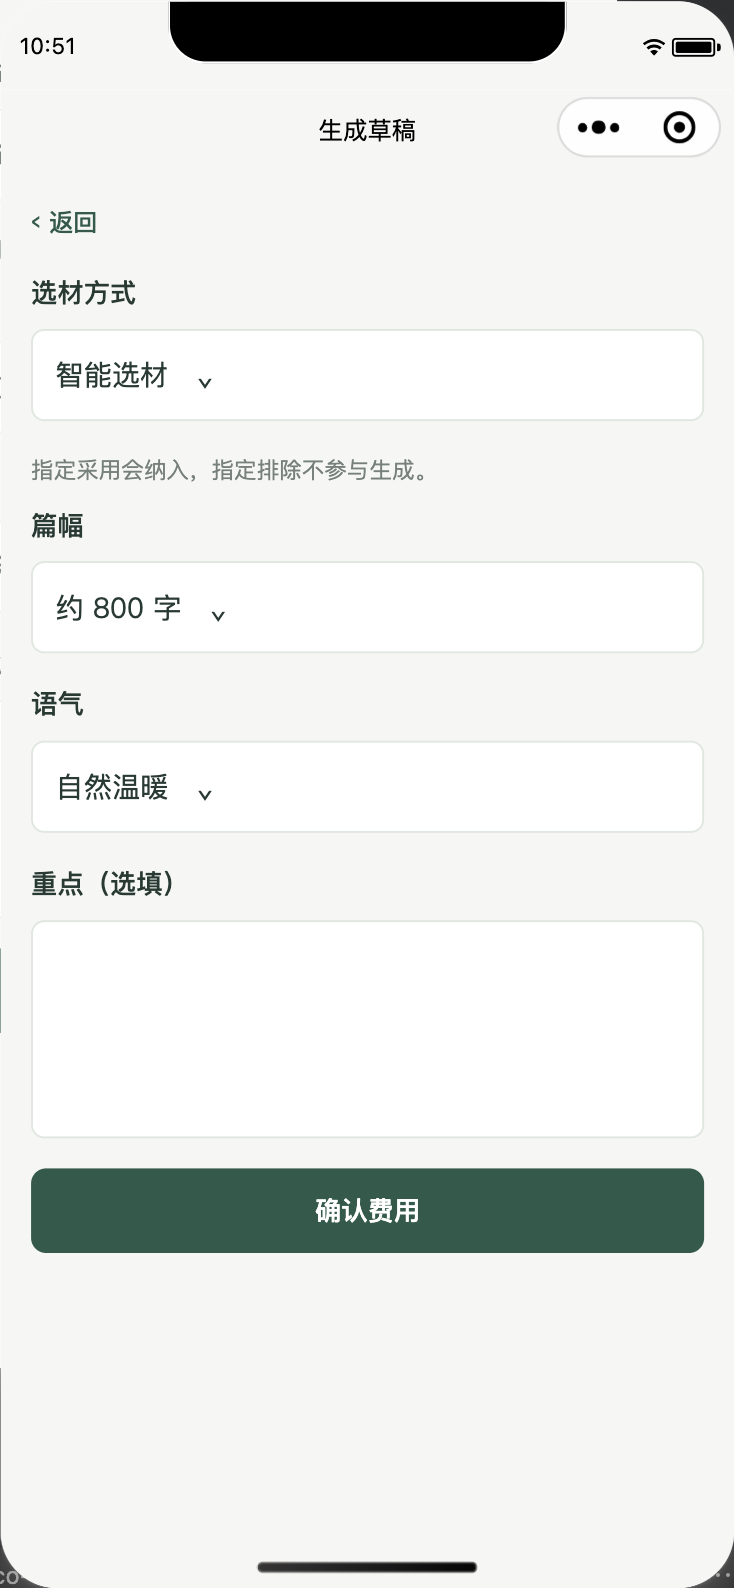 10:51
生成草稿
返回
选材方式
智能选材
指定采用会纳入，指定排除不参与生成。
篇幅
约 800 字
语气
自然温暖
重点（选填）
确认费用